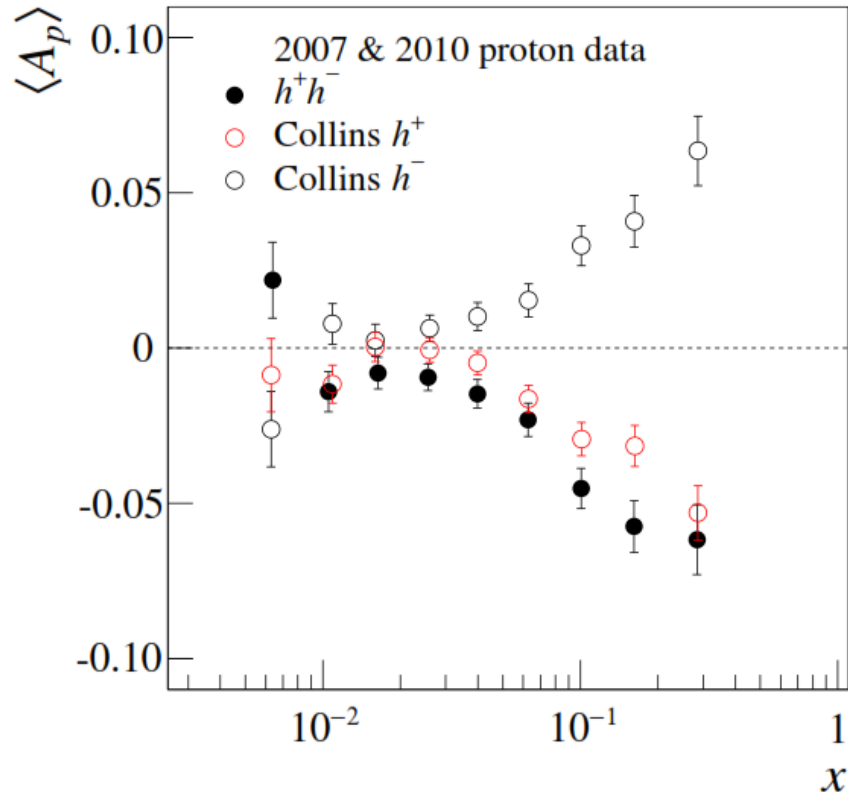 ⟨A_p⟩
0.10
2007 & 2010 proton data
h⁺h⁻
Collins h⁺
Collins h⁻
0.05
0
-0.05
-0.10
10⁻²
10⁻¹
1
x